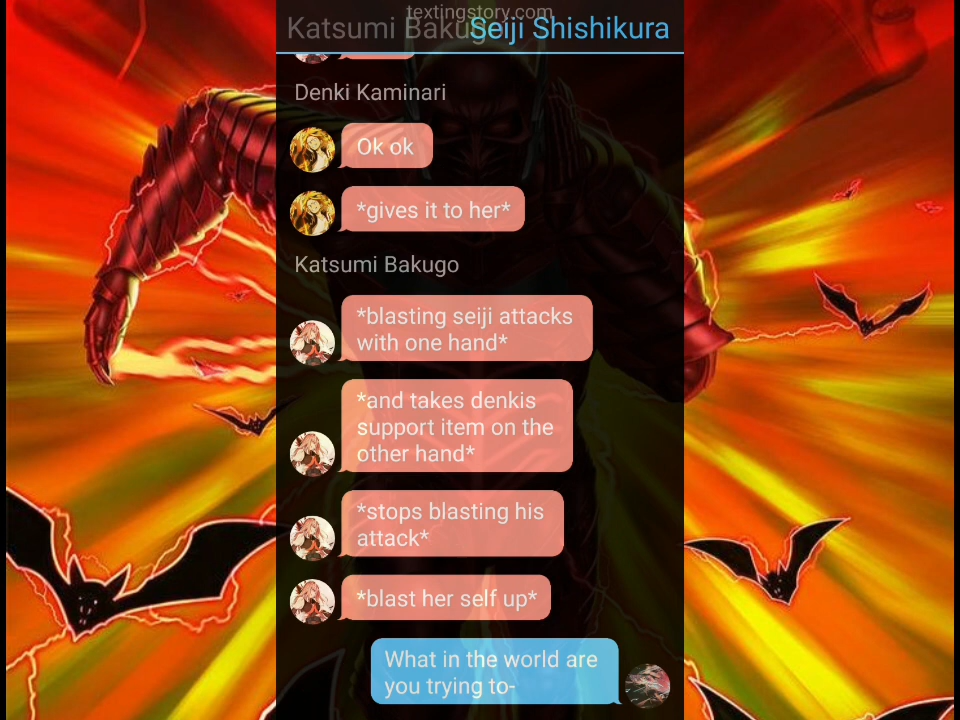 textingstory.com
Katsumi Bakugo
Seiji Shishikura
Denki Kaminari
Ok ok
*gives it to her*
Katsumi Bakugo
*blasting seiji attacks
with one hand*
*and takes denkis
support item on the
other hand*
*stops blasting his
attack*
*blast her self up*
What in the world are
you trying to-